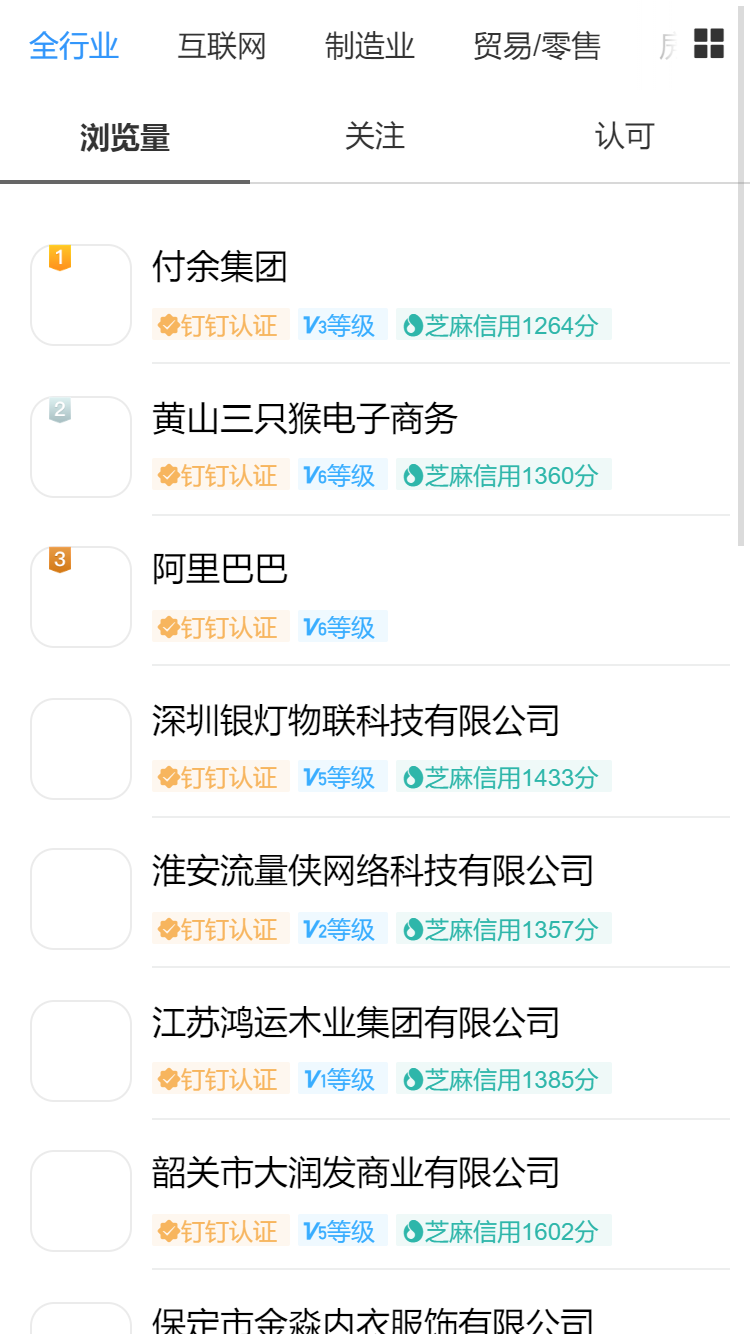 全行业 互联网 制造业 贸易/零售
浏览量 关注 认可
1
付余集团
钉钉认证 V3等级 芝麻信用1264分
2
黄山三只猴电子商务
钉钉认证 V6等级 芝麻信用1360分
3
阿里巴巴
钉钉认证 V6等级
深圳银灯物联科技有限公司
钉钉认证 V5等级 芝麻信用1433分
淮安流量侠网络科技有限公司
钉钉认证 V2等级 芝麻信用1357分
江苏鸿运木业集团有限公司
钉钉认证 V1等级 芝麻信用1385分
韶关市大润发商业有限公司
钉钉认证 V5等级 芝麻信用1602分
保定市金淼内衣服饰有限公司